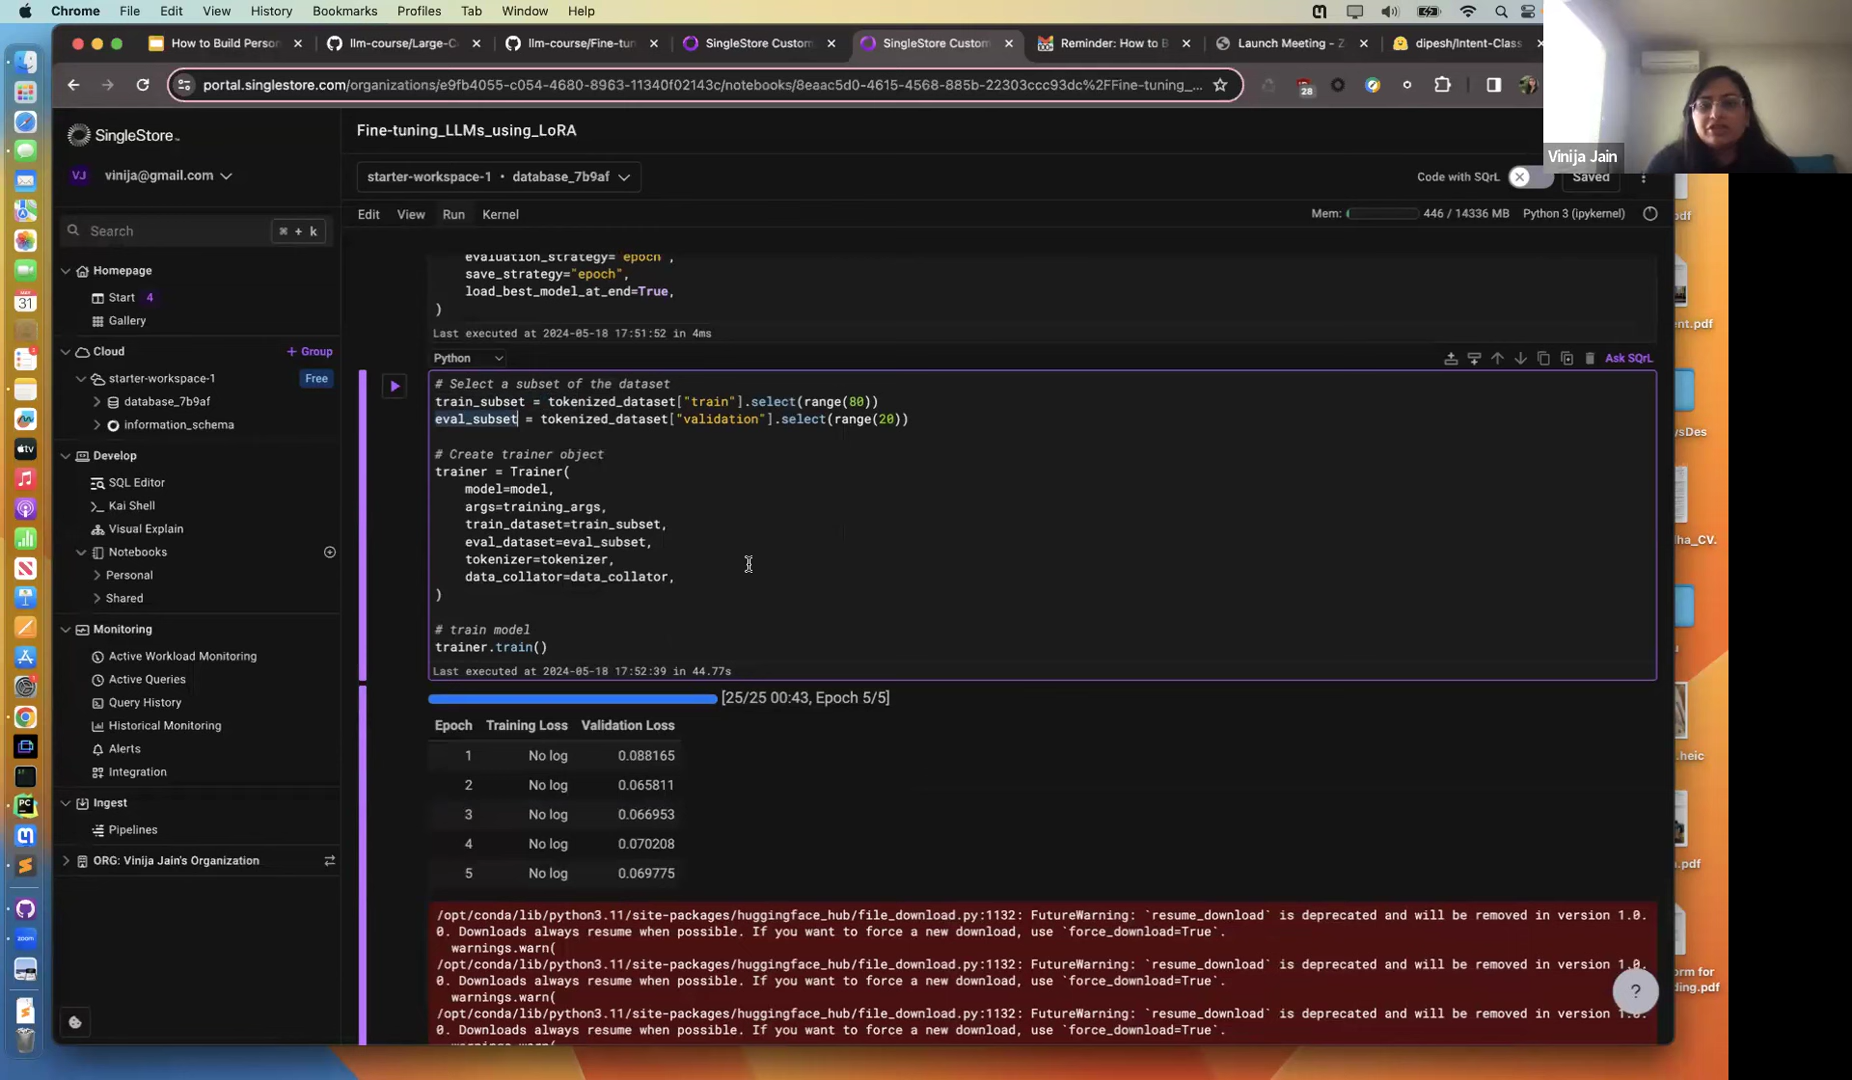 Chrome File Edit View History Bookmarks Profiles Tab Window Help
How to Build Person
llm-course/Large-C
llm-course/Fine-tun
SingleStore Custom
SingleStore Custom
Reminder: How to B
Launch Meeting - Z
dipesh/Intent-Class
portal.singlestore.com/organizations/e9fb4055-c054-4680-8963-11340f02143c/notebooks/8eaac5d0-4615-4568-885b-22303ccc93dc%2FFine-tuning_...
28
Vinija Jain
SingleStore
VJ vinija@gmail.com
Search ⌘ + k
Homepage
Start 4
Gallery
Cloud + Group
starter-workspace-1 Free
database_7b9af
information_schema
Develop
SQL Editor
Kai Shell
Visual Explain
Notebooks
Personal
Shared
Monitoring
Active Workload Monitoring
Active Queries
Query History
Historical Monitoring
Alerts
Integration
Ingest
Pipelines
ORG: Vinija Jain's Organization
Fine-tuning_LLMs_using_LoRA
starter-workspace-1 • database_7b9af
Code with SQrL Saved
Edit View Run Kernel
Mem: 446 / 14336 MB Python 3 (ipykernel)
evaluation_strategy="epoch",
save_strategy="epoch",
load_best_model_at_end=True,
)
Last executed at 2024-05-18 17:51:52 in 4ms
Python
Ask SQrL
# Select a subset of the dataset
train_subset = tokenized_dataset["train"].select(range(80))
eval_subset = tokenized_dataset["validation"].select(range(20))
# Create trainer object
trainer = Trainer(
model=model,
args=training_args,
train_dataset=train_subset,
eval_dataset=eval_subset,
tokenizer=tokenizer,
data_collator=data_collator,
)
# train model
trainer.train()
Last executed at 2024-05-18 17:52:39 in 44.77s
[25/25 00:43, Epoch 5/5]
Epoch Training Loss Validation Loss
1 No log 0.088165
2 No log 0.065811
3 No log 0.066953
4 No log 0.070208
5 No log 0.069775
/opt/conda/lib/python3.11/site-packages/huggingface_hub/file_download.py:1132: FutureWarning: `resume_download` is deprecated and will be removed in version 1.0.
0. Downloads always resume when possible. If you want to force a new download, use `force_download=True`.
warnings.warn(
/opt/conda/lib/python3.11/site-packages/huggingface_hub/file_download.py:1132: FutureWarning: `resume_download` is deprecated and will be removed in version 1.0.
0. Downloads always resume when possible. If you want to force a new download, use `force_download=True`.
warnings.warn(
/opt/conda/lib/python3.11/site-packages/huggingface_hub/file_download.py:1132: FutureWarning: `resume_download` is deprecated and will be removed in version 1.0.
0. Downloads always resume when possible. If you want to force a new download, use `force_download=True`.
?
31
PC
zoom
pdf
ent.pdf
sysDes
ha_CV.
.heic
a.pdf
orm for
ding.pdf